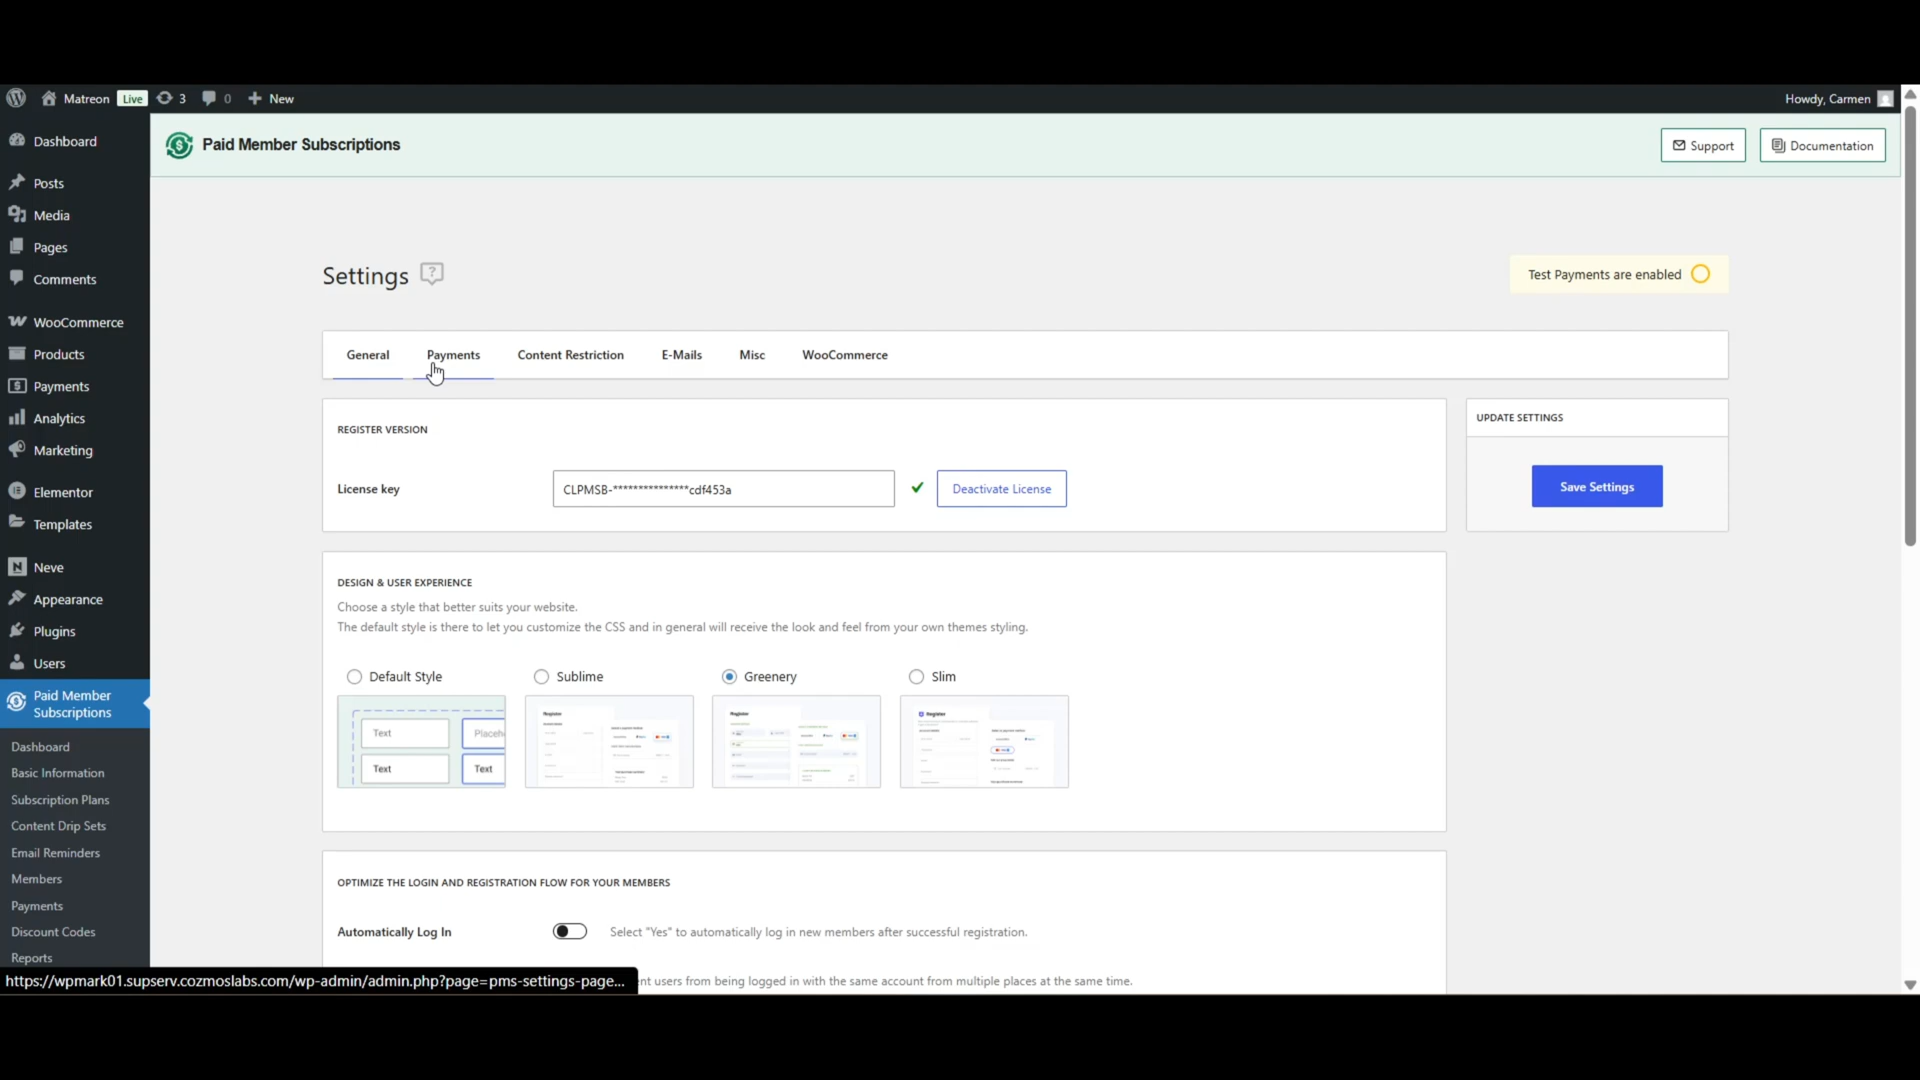 Matreon Live 3 0 New
Howdy, Carmen
Dashboard
Posts
Media
Pages
Comments
WooCommerce
Products
Payments
Analytics
Marketing
Elementor
Templates
Neve
Appearance
Plugins
Users
Paid Member
Subscriptions
Dashboard
Basic Information
Subscription Plans
Content Drip Sets
Email Reminders
Members
Payments
Discount Codes
Reports
Paid Member Subscriptions
Support
Documentation
Settings
Test Payments are enabled
General Payments Content Restriction E-Mails Misc WooCommerce
REGISTER VERSION
License key
CLPMSB-***************cdf453a
Deactivate License
UPDATE SETTINGS
Save Settings
DESIGN & USER EXPERIENCE
Choose a style that better suits your website.
The default style is there to let you customize the CSS and in general will receive the look and feel from your own themes styling.
Default Style
Sublime
Greenery
Slim
Text
Text
Text
Register
Register
Register
OPTIMIZE THE LOGIN AND REGISTRATION FLOW FOR YOUR MEMBERS
Automatically Log In
Select "Yes" to automatically log in new members after successful registration.
https://wpmark01.supserv.cozmoslabs.com/wp-admin/admin.php?page=pms-settings-page...
users from being logged in with the same account from multiple places at the same time.